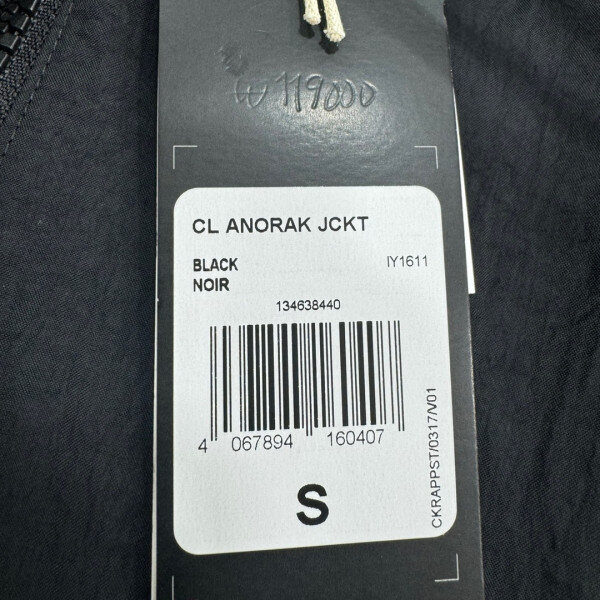 ₩119000
CL ANORAK JCKT
BLACK IY1611
NOIR
134638440
4 067894 160407
S
CKRAPPST/0317/V01